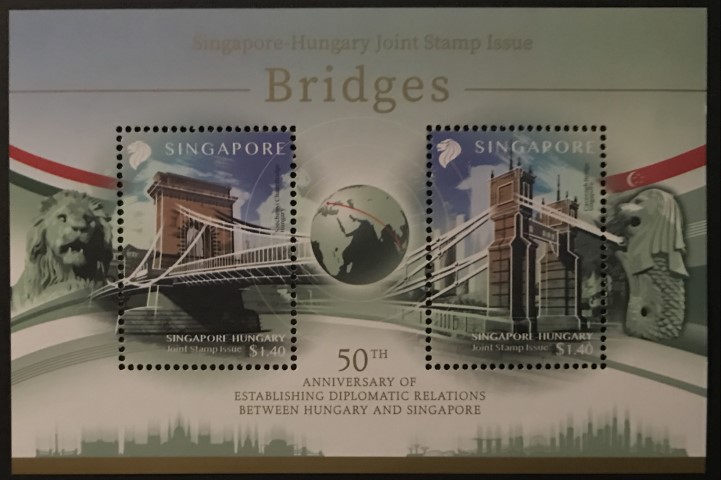 Singapore-Hungary Joint Stamp Issue
Bridges
SINGAPORE
SINGAPORE-HUNGARY
Joint Stamp Issue $1.40
SINGAPORE
SINGAPORE-HUNGARY
Joint Stamp Issue $1.40
50TH
ANNIVERSARY OF
ESTABLISHING DIPLOMATIC RELATIONS
BETWEEN HUNGARY AND SINGAPORE